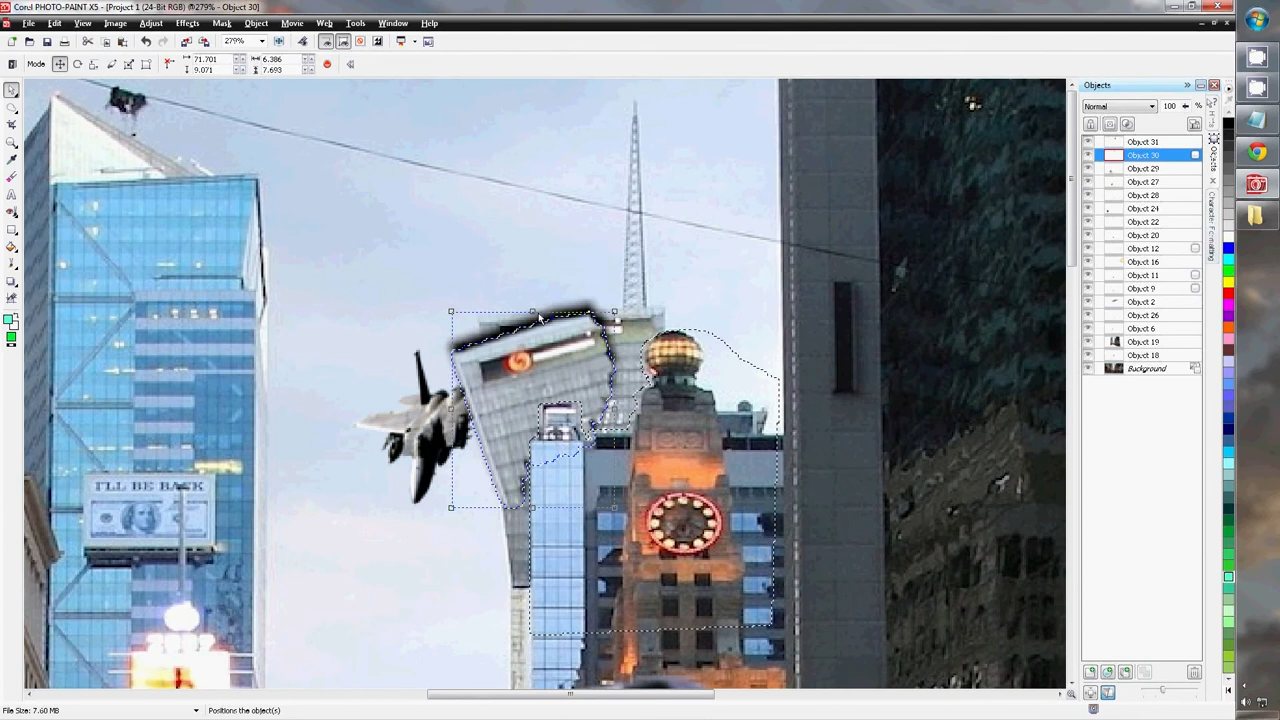 Corel PHOTO-PAINT X5 - [Project 1 (24-Bit RGB) @279% - Object 30]
File Edit View Image Adjust Effects Mask Object Movie Web Tools Window Help
279%
Mode 71.701 6.386
9.071 7.693
Objects
Normal 100 %
Object 31
Object 30
Object 29
Object 27
Object 28
Object 24
Object 22
Object 20
Object 12
Object 16
Object 11
Object 9
Object 2
Object 26
Object 6
Object 19
Object 18
Background
Objects
Character Formatting
I'LL BE BACK
File Size: 7.60 MB Positions the object(s)